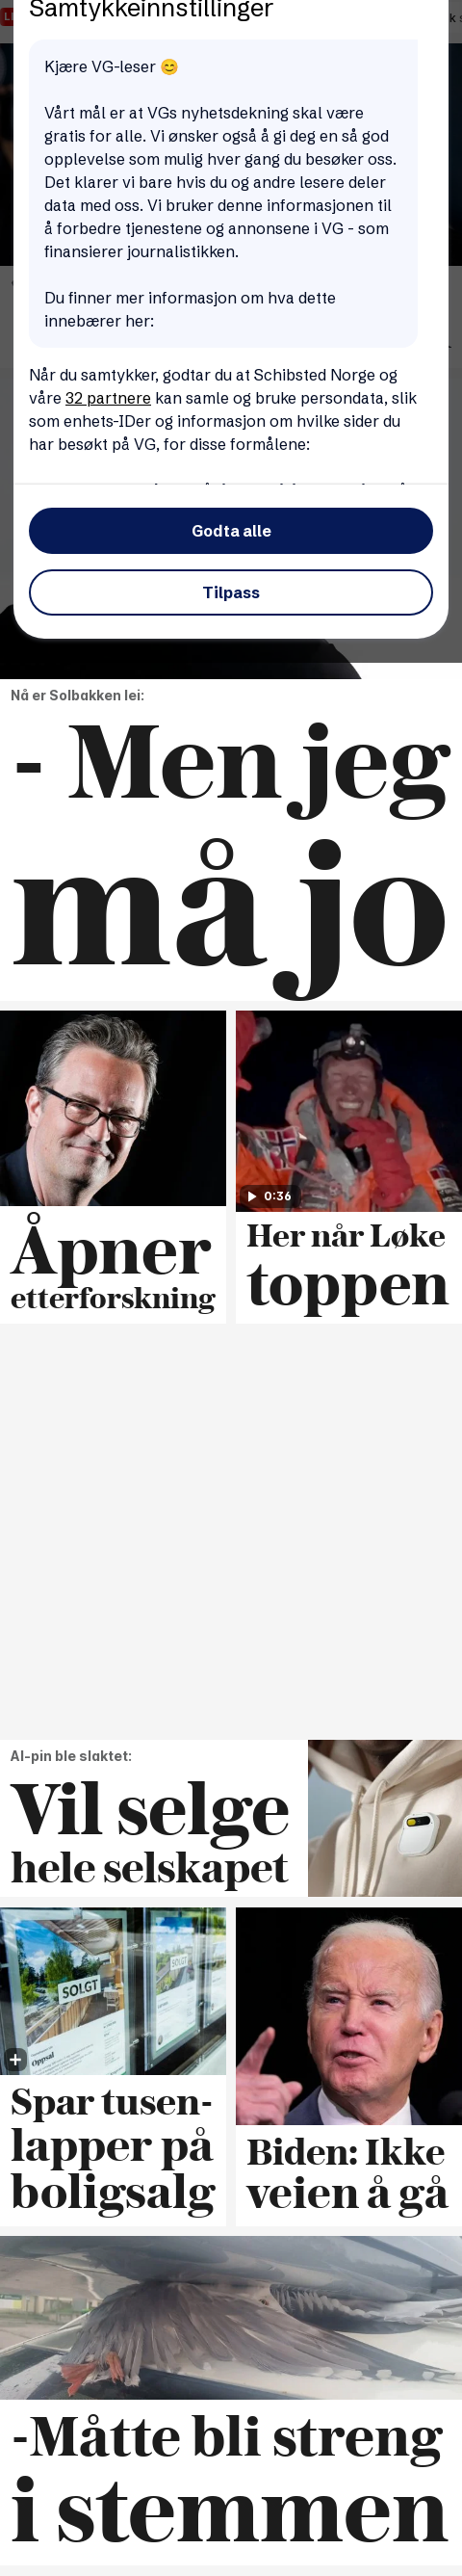 Samtykkeinnstillinger
Kjære VG-leser 😊
Vårt mål er at VGs nyhetsdekning skal være
gratis for alle. Vi ønsker også å gi deg en så god
opplevelse som mulig hver gang du besøker oss.
Det klarer vi bare hvis du og andre lesere deler
data med oss. Vi bruker denne informasjonen til
å forbedre tjenestene og annonsene i VG - som
finansierer journalistikken.
Du finner mer informasjon om hva dette
innebærer her:
Når du samtykker, godtar du at Schibsted Norge og
våre 32 partnere kan samle og bruke persondata, slik
som enhets-IDer og informasjon om hvilke sider du
har besøkt på VG, for disse formålene:
Godta alle
Tilpass
Nå er Solbakken lei:
- Men jeg
må jo
0:36
Åpner
etterforskning
Her når Løke
toppen
AI-pin ble slaktet:
Vil selge
hele selskapet
SOLGT
SOLGT
Oppsal
Spar tusen-
lapper på
boligsalg
Biden: Ikke
veien å gå
-Måtte bli streng
i stemmen